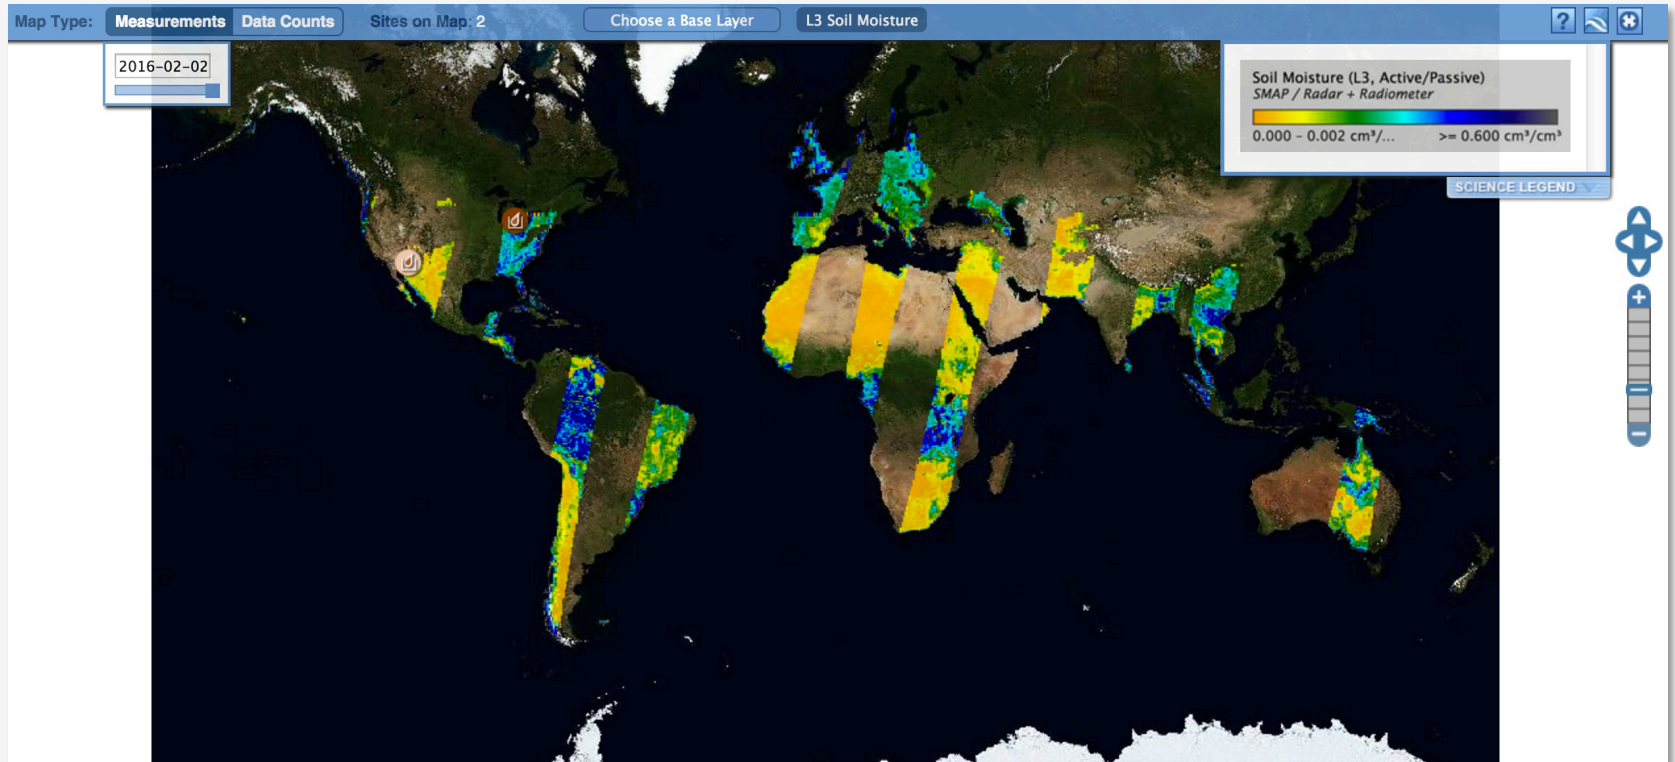 Map Type: Measurements Data Counts Sites on Map: 2 Choose a Base Layer L3 Soil Moisture ?
2016-02-02
Soil Moisture (L3, Active/Passive)
SMAP / Radar + Radiometer
0.000 - 0.002 cm³/... >= 0.600 cm³/cm³
SCIENCE LEGEND